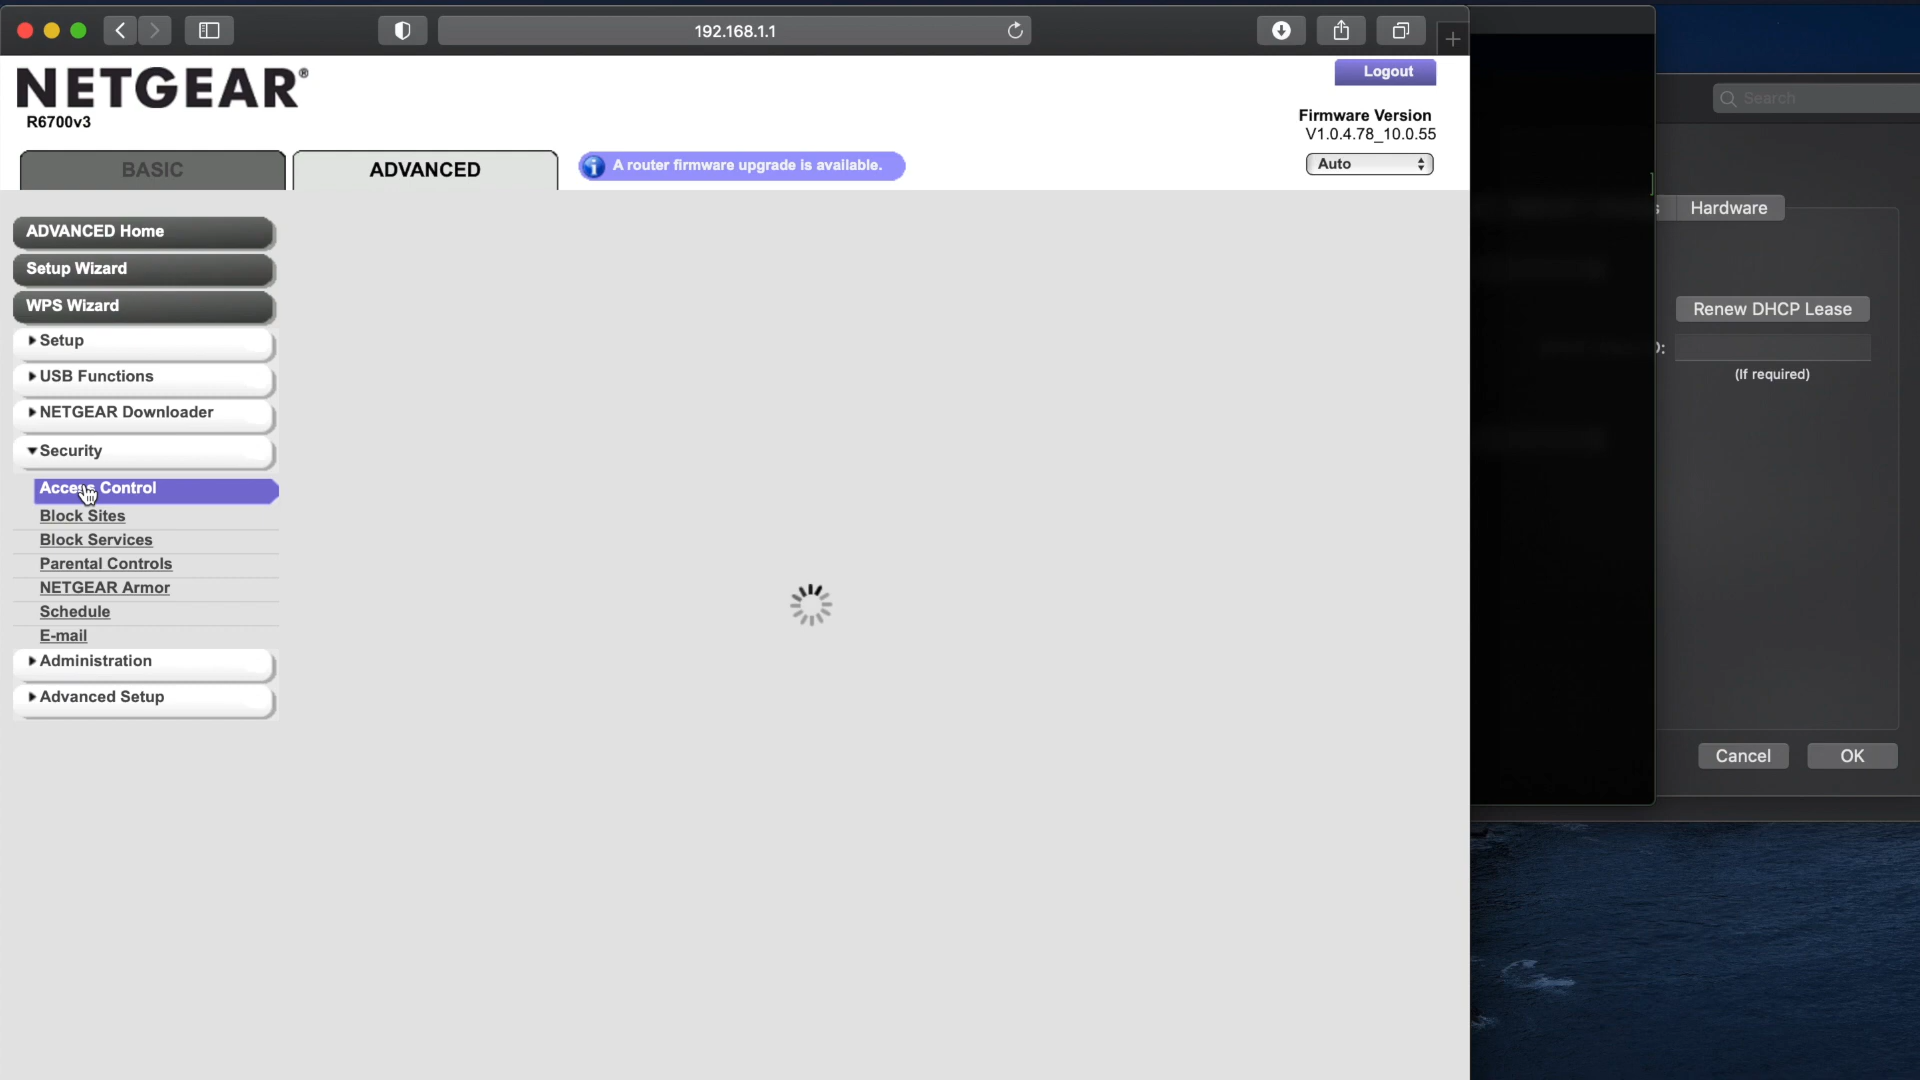 192.168.1.1
NETGEAR®
R6700v3
Logout
Firmware Version
V1.0.4.78_10.0.55
Auto
BASIC
ADVANCED
A router firmware upgrade is available.
ADVANCED Home
Setup Wizard
WPS Wizard
Setup
USB Functions
NETGEAR Downloader
Security
Access Control
Block Sites
Block Services
Parental Controls
NETGEAR Armor
Schedule
E-mail
Administration
Advanced Setup
Search
Hardware
Renew DHCP Lease
(If required)
Cancel
OK